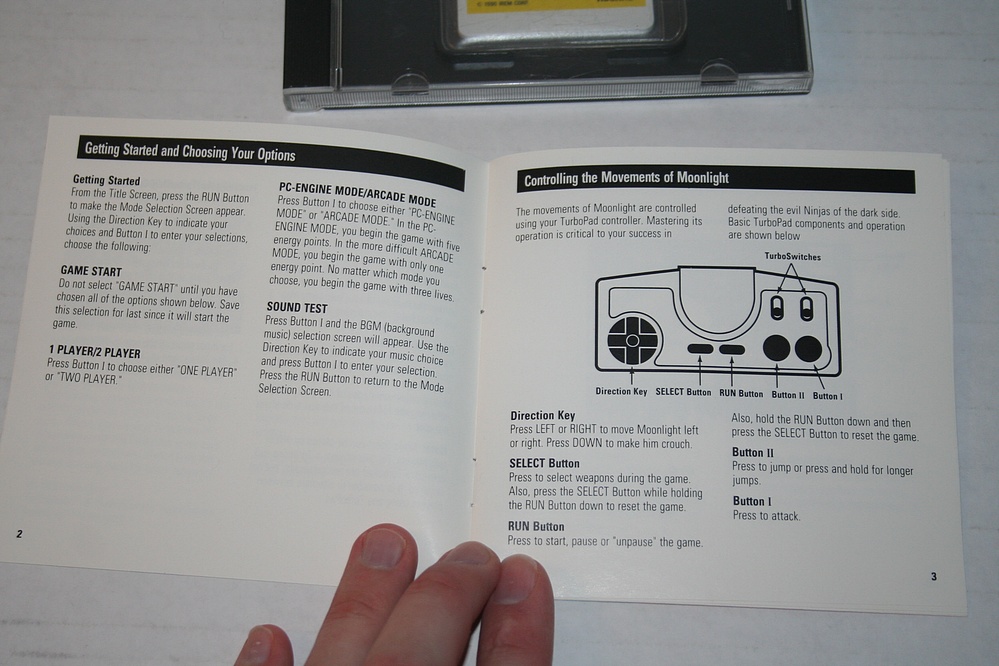 © 1990 IREM CORP.
Getting Started and Choosing Your Options
Getting Started
From the Title Screen, press the RUN Button
to make the Mode Selection Screen appear.
Using the Direction Key to indicate your
choices and Button I to enter your selections,
choose the following:
GAME START
Do not select "GAME START" until you have
chosen all of the options shown below. Save
this selection for last since it will start the
game.
1 PLAYER/2 PLAYER
Press Button I to choose either "ONE PLAYER"
or "TWO PLAYER."
PC-ENGINE MODE/ARCADE MODE
Press Button I to choose either "PC-ENGINE
MODE" or "ARCADE MODE." In the PC-
ENGINE MODE, you begin the game with five
energy points. In the more difficult ARCADE
MODE, you begin the game with only one
energy point. No matter which mode you
choose, you begin the game with three lives.
SOUND TEST
Press Button I and the BGM (background
music) selection screen will appear. Use the
Direction Key to indicate your music choice
and press Button I to enter your selection.
Press the RUN Button to return to the Mode
Selection Screen.
2
Controlling the Movements of Moonlight
The movements of Moonlight are controlled
using your TurboPad controller. Mastering its
operation is critical to your success in
defeating the evil Ninjas of the dark side.
Basic TurboPad components and operation
are shown below
TurboSwitches
Direction Key SELECT Button RUN Button Button II Button I
Direction Key
Press LEFT or RIGHT to move Moonlight left
or right. Press DOWN to make him crouch.
SELECT Button
Press to select weapons during the game.
Also, press the SELECT Button while holding
the RUN Button down to reset the game.
RUN Button
Press to start, pause or "unpause" the game.
Also, hold the RUN Button down and then
press the SELECT Button to reset the game.
Button II
Press to jump or press and hold for longer
jumps.
Button I
Press to attack.
3